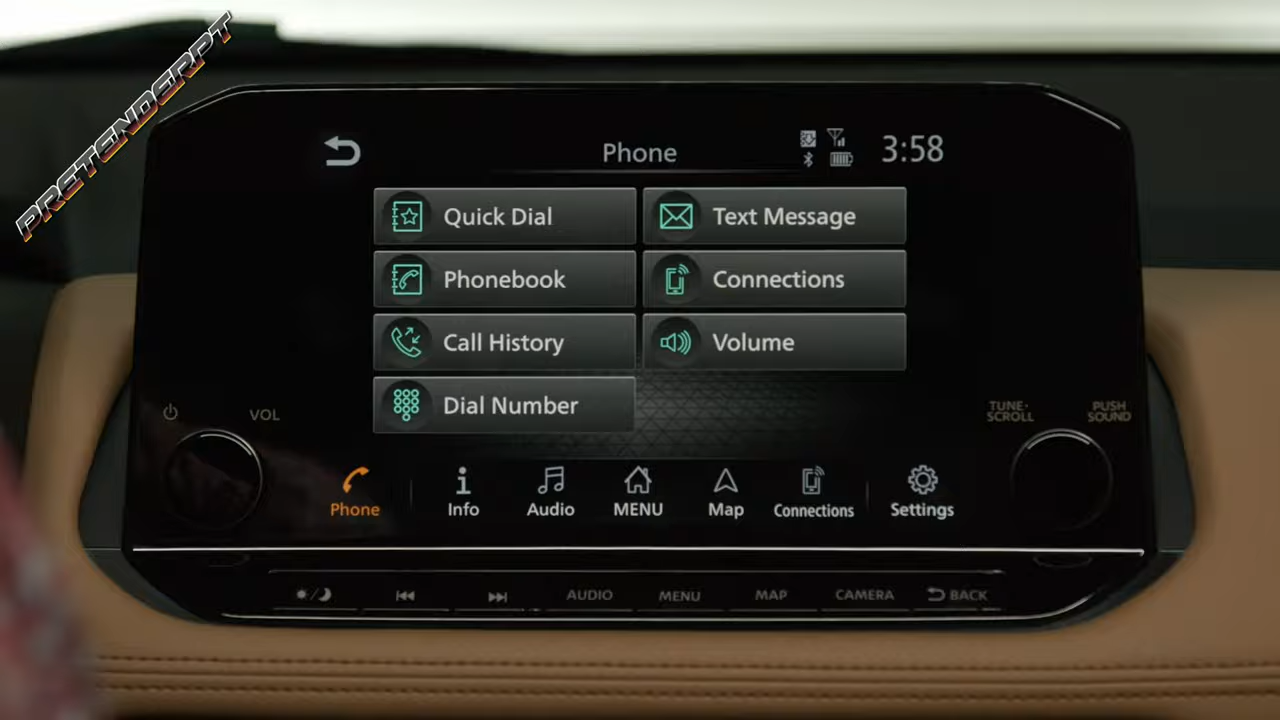 PRETENDERPT
Phone
3:58
Quick Dial
Text Message
Phonebook
Connections
Call History
Volume
Dial Number
VOL
TUNE·
SCROLL
PUSH
SOUND
Phone
Info
Audio
MENU
Map
Connections
Settings
AUDIO
MENU
MAP
CAMERA
BACK